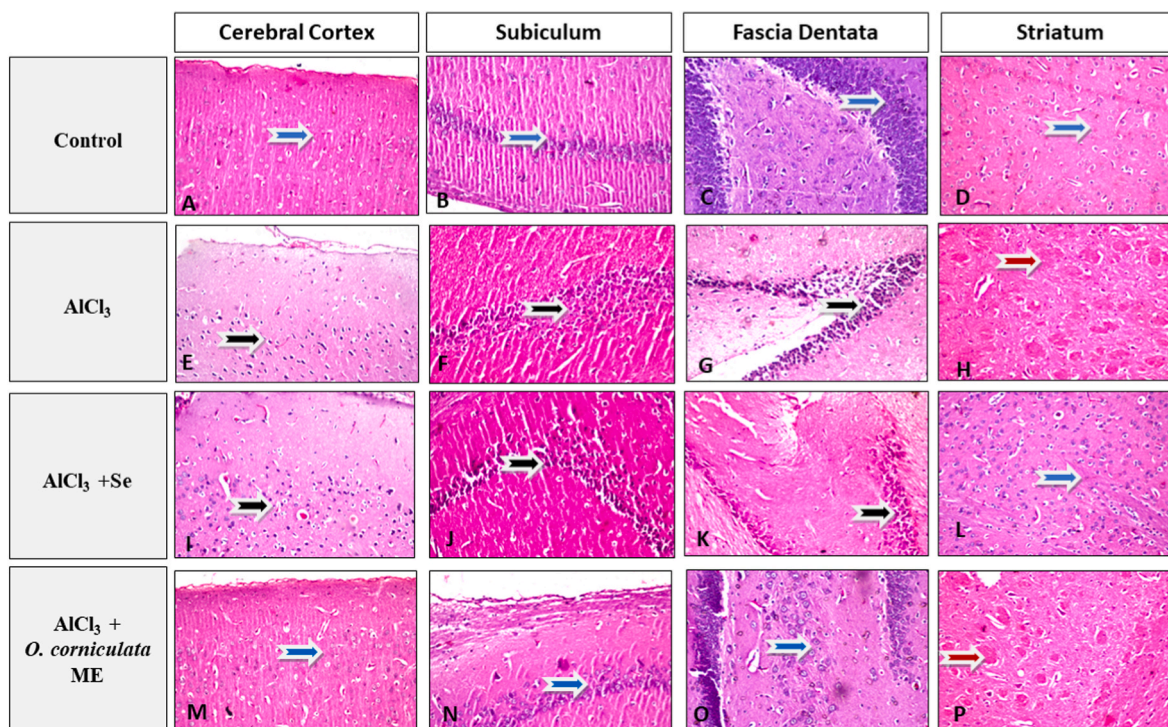 Cerebral Cortex
Subiculum
Fascia Dentata
Striatum
Control
A
B
C
D
AlCl₃
E
F
G
H
AlCl₃ +Se
I
J
K
L
AlCl₃ +
O. corniculata
ME
M
N
O
P